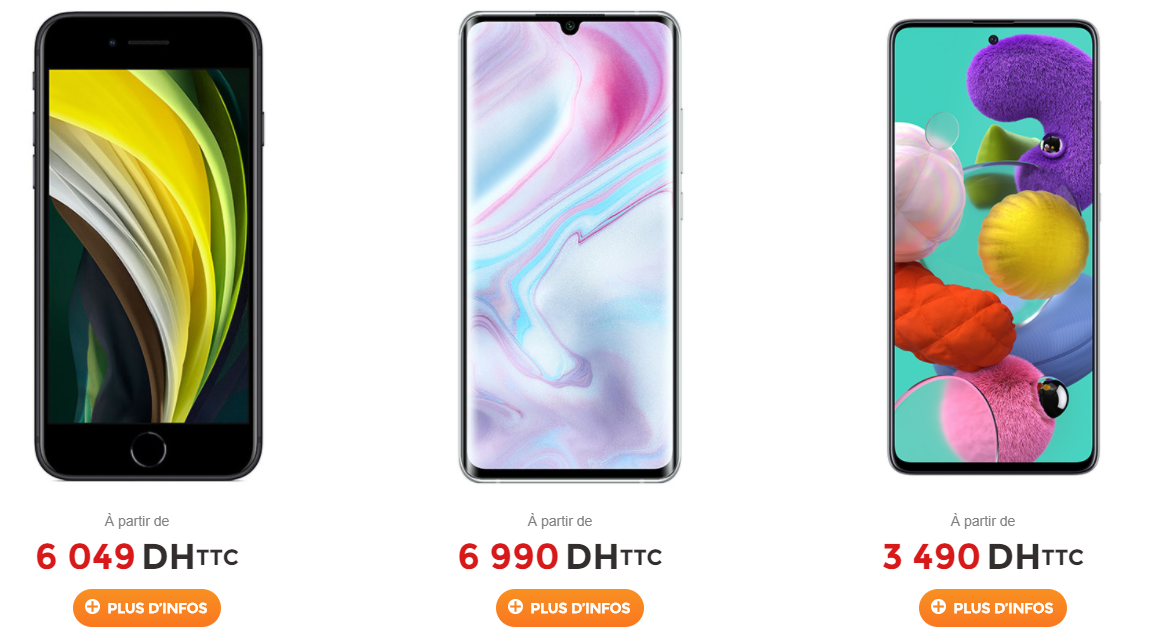 À partir de
6 049 DH TTC
PLUS D'INFOS
À partir de
6 990 DH TTC
PLUS D'INFOS
À partir de
3 490 DH TTC
PLUS D'INFOS